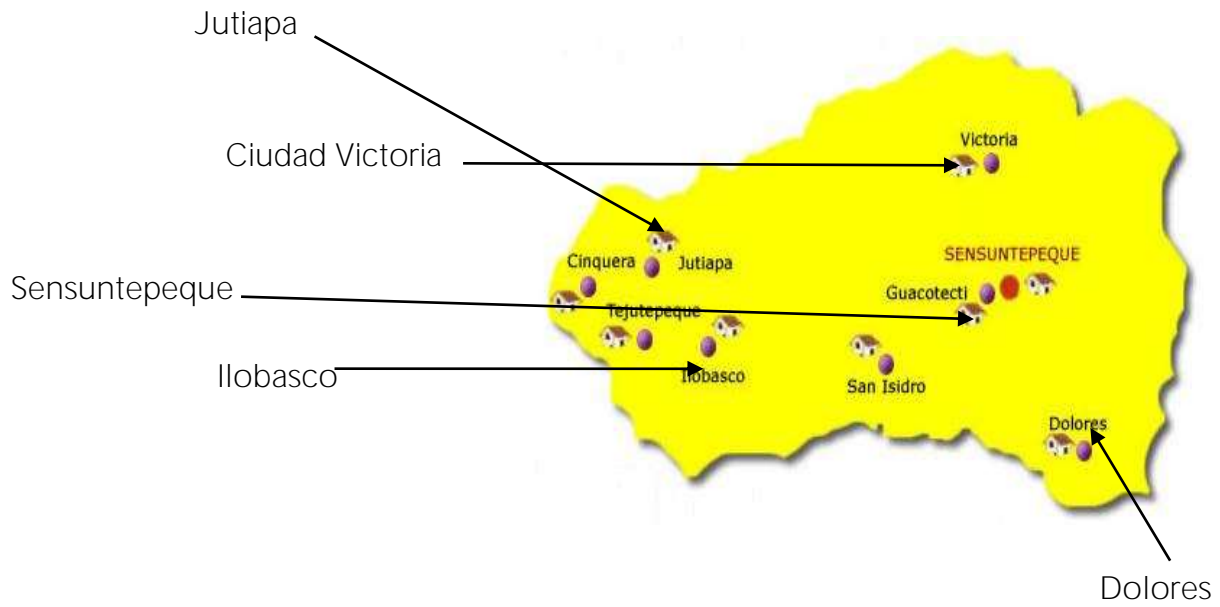 Jutiapa
Ciudad Victoria
Victoria
SENSUNTEPEQUE
Cinquera
Jutiapa
Sensuntepeque
Guacotecti
Tejutepeque
Ilobasco
Ilobasco
San Isidro
Dolores
Dolores